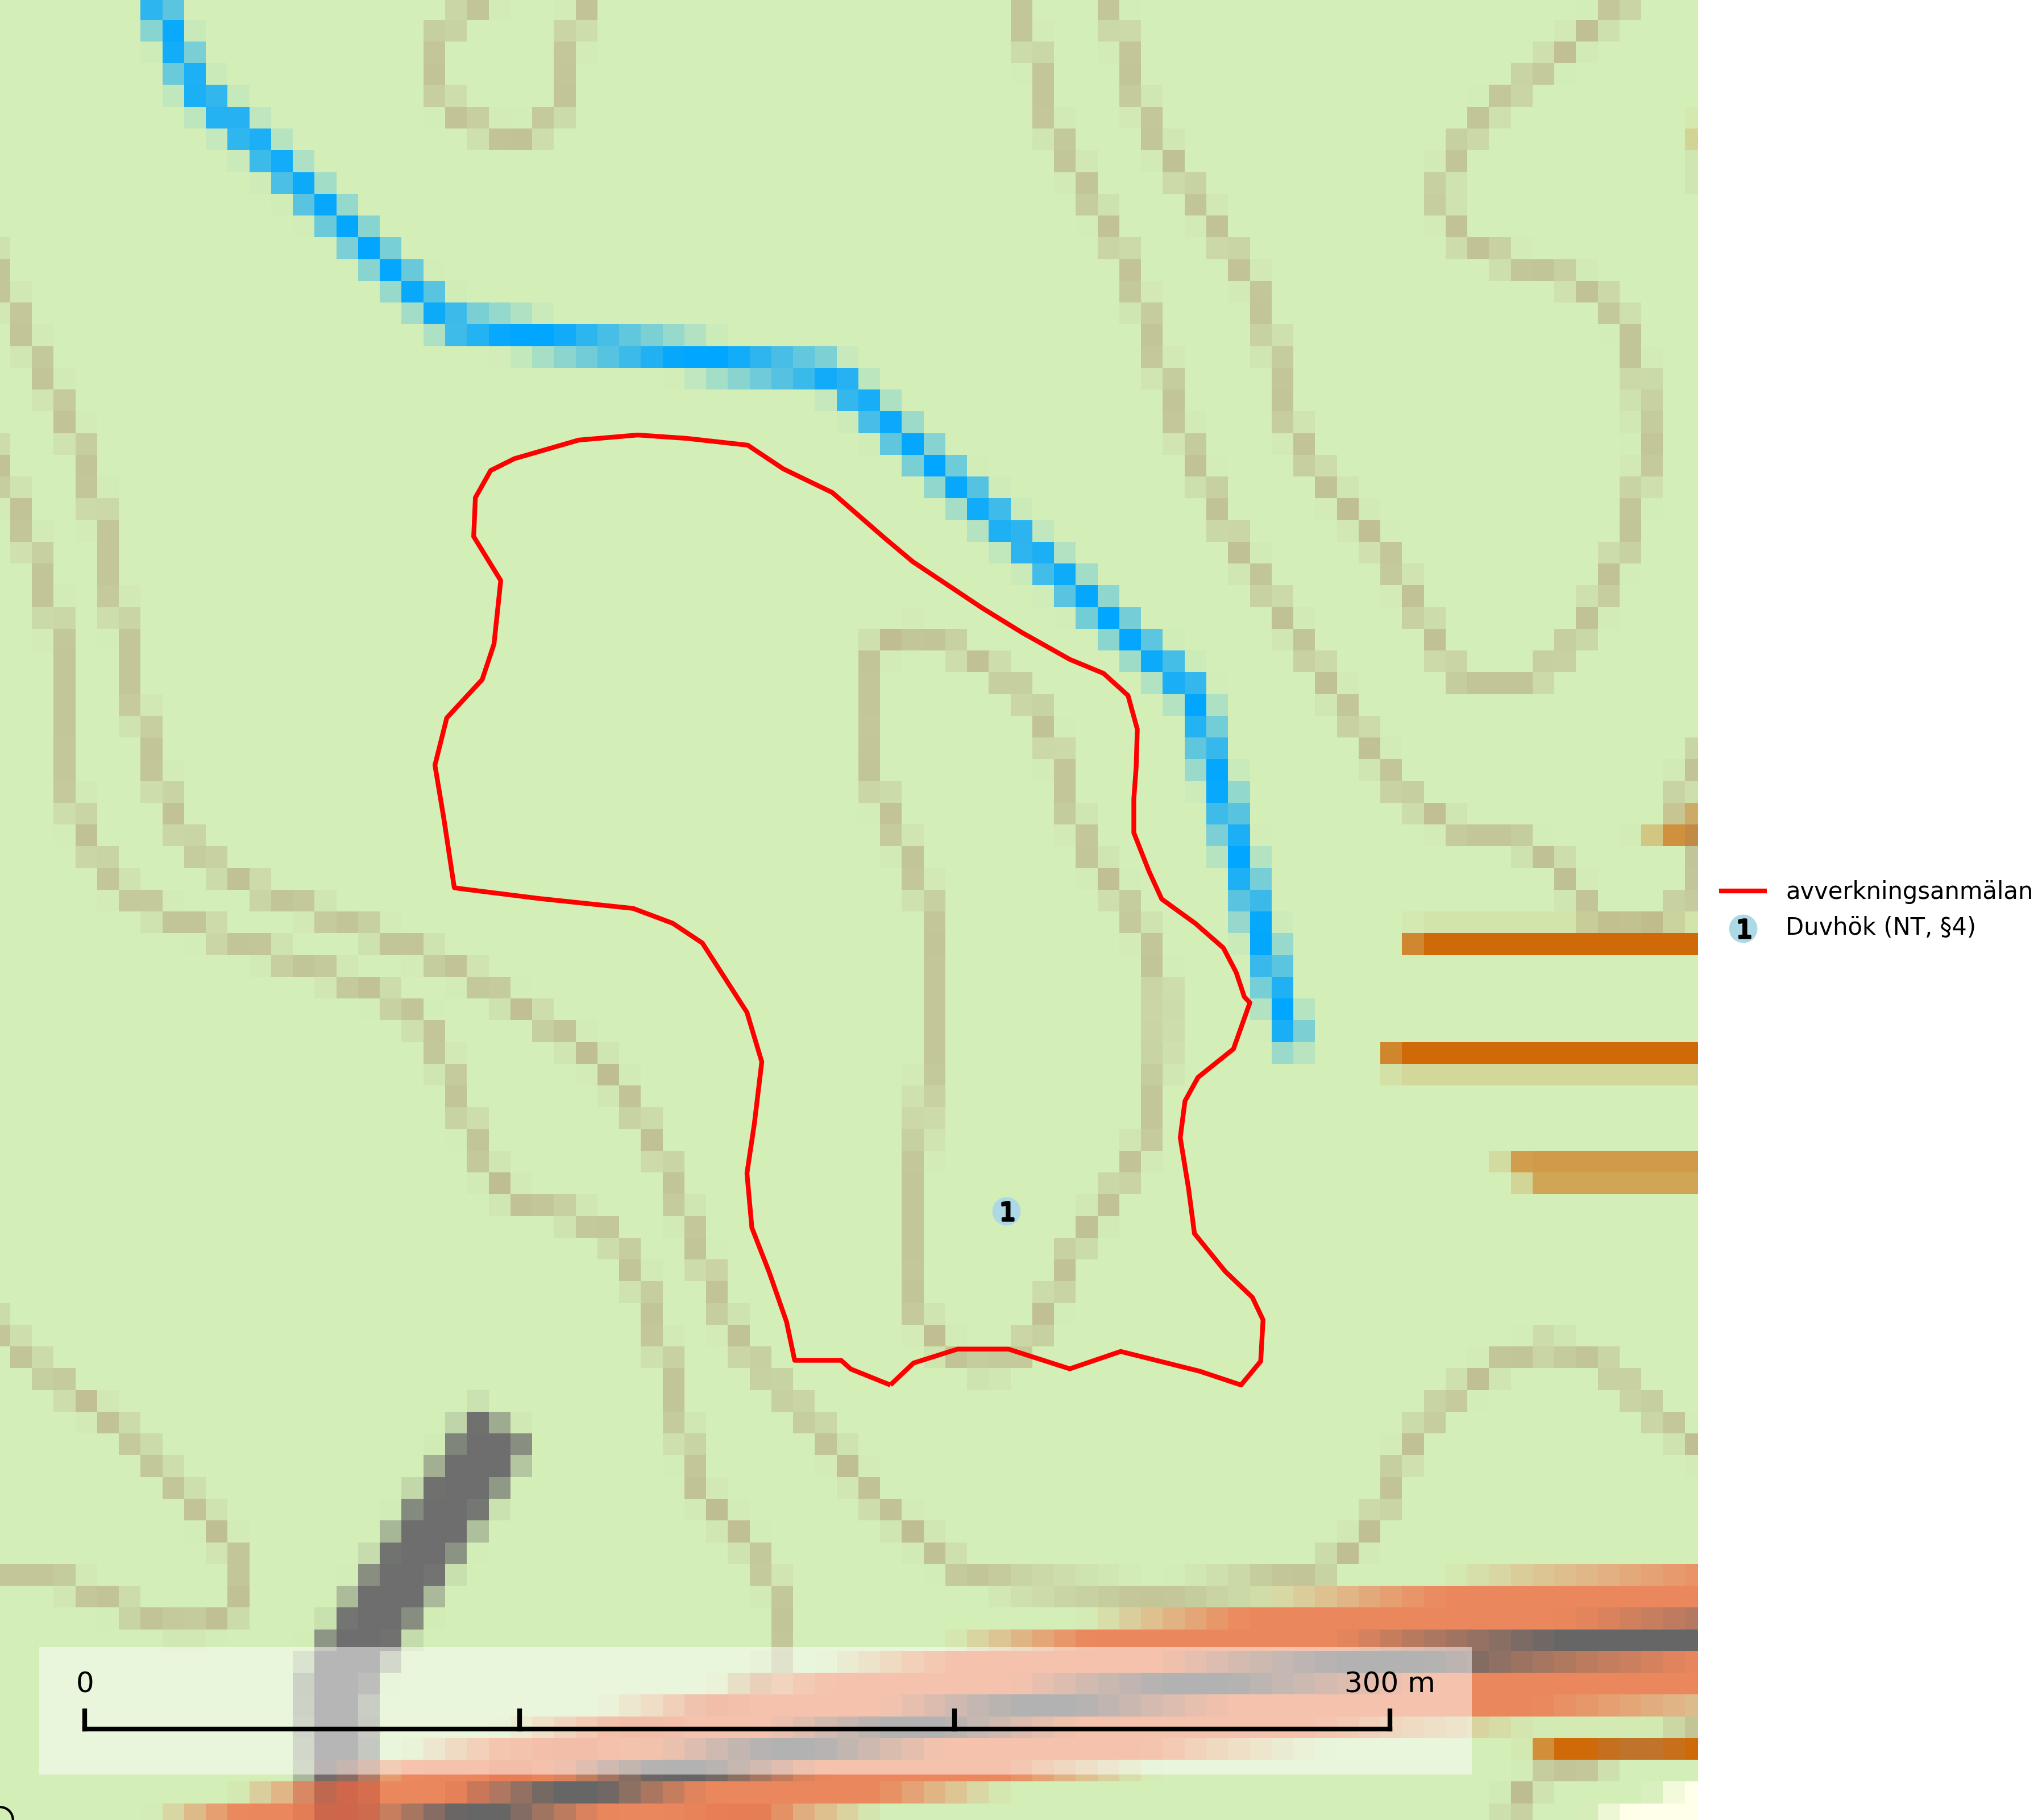 avverkningsanmälan
1 Duvhök (NT, §4)
1
0 300 m